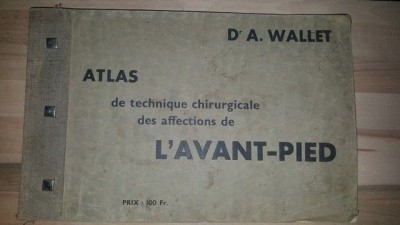 Dr A. WALLET
ATLAS
de technique chirurgicale
des affections de
L'AVANT-PIED
PRIX : 100 Fr.